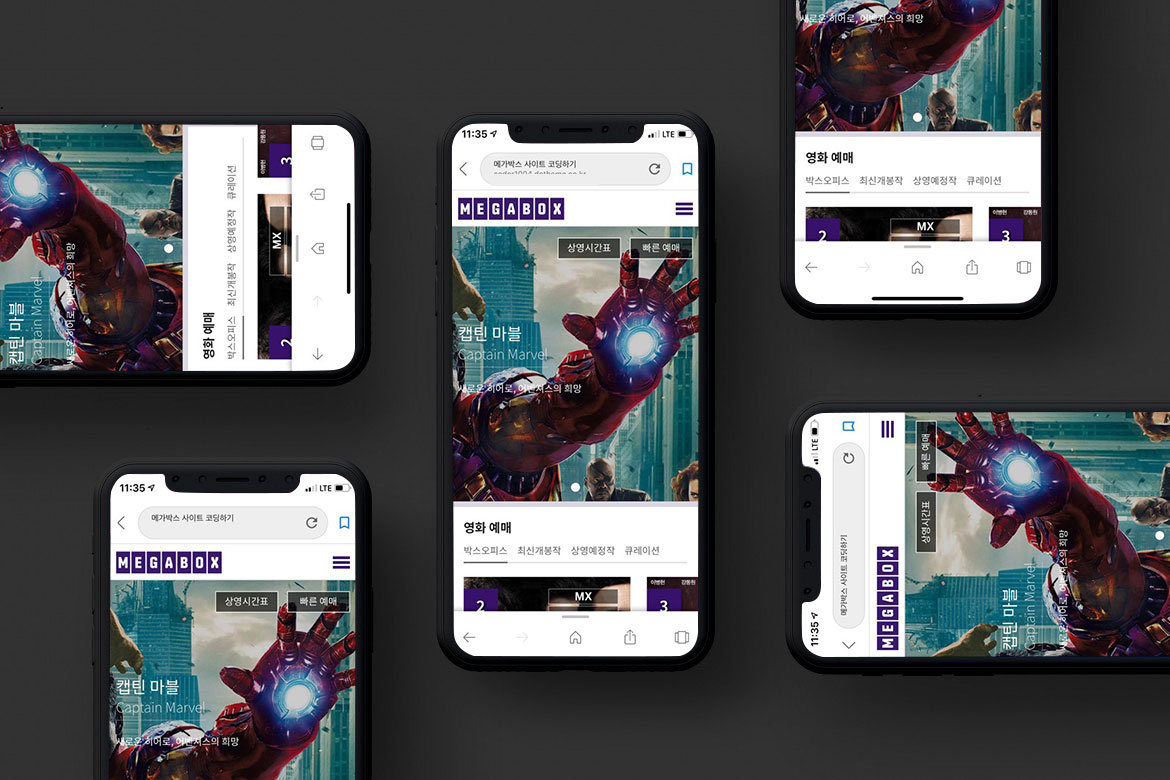 새로운 히어로, 어벤져스의 희망
영화 예매
박스오피스 최신개봉작 상영예정작 큐레이션
MX
2
3
이병헌 강동원
11:35 LTE
메가박스 사이트 코딩하기
MEGABOX
상영시간표 빠른 예매
캡틴 마블
Captain Marvel
새로운 히어로, 어벤져스의 희망
영화 예매
박스오피스 최신개봉작 상영예정작 큐레이션
이병헌 강동원
2
MX
3
캡틴 마블
Captain Marvel
새로운 히어로, 어벤져스의 희망
영화 예매
박스오피스 최신개봉작 상영예정작 큐레이션
이병헌 강동원
2
MX
3
11:35 LTE
메가박스 사이트 코딩하기
MEGABOX
상영시간표 빠른 예매
캡틴 마블
Captain Marvel
새로운 히어로, 어벤져스의 희망
11:35 LTE
메가박스 사이트 코딩하기
MEGABOX
상영시간표 빠른 예매
캡틴 마블
Captain Marvel
새로운 히어로, 어벤져스의 희망